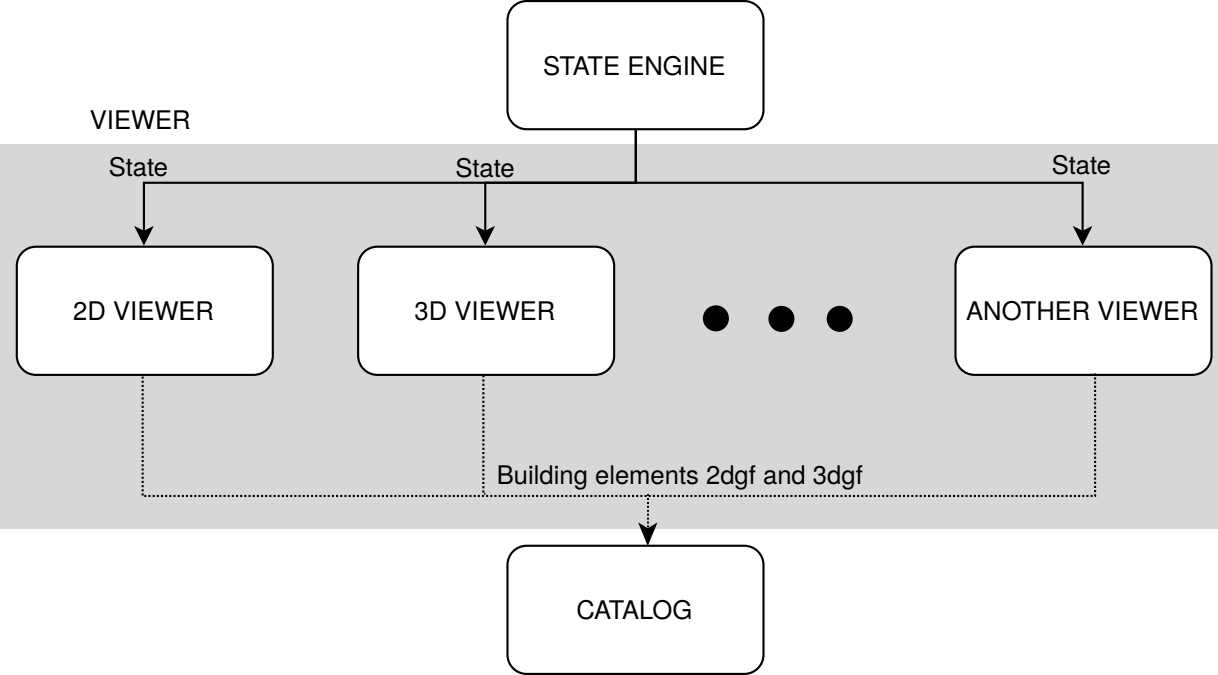 STATE ENGINE
VIEWER
State
State
State
2D VIEWER
3D VIEWER
ANOTHER VIEWER
Building elements 2dgf and 3dgf
CATALOG